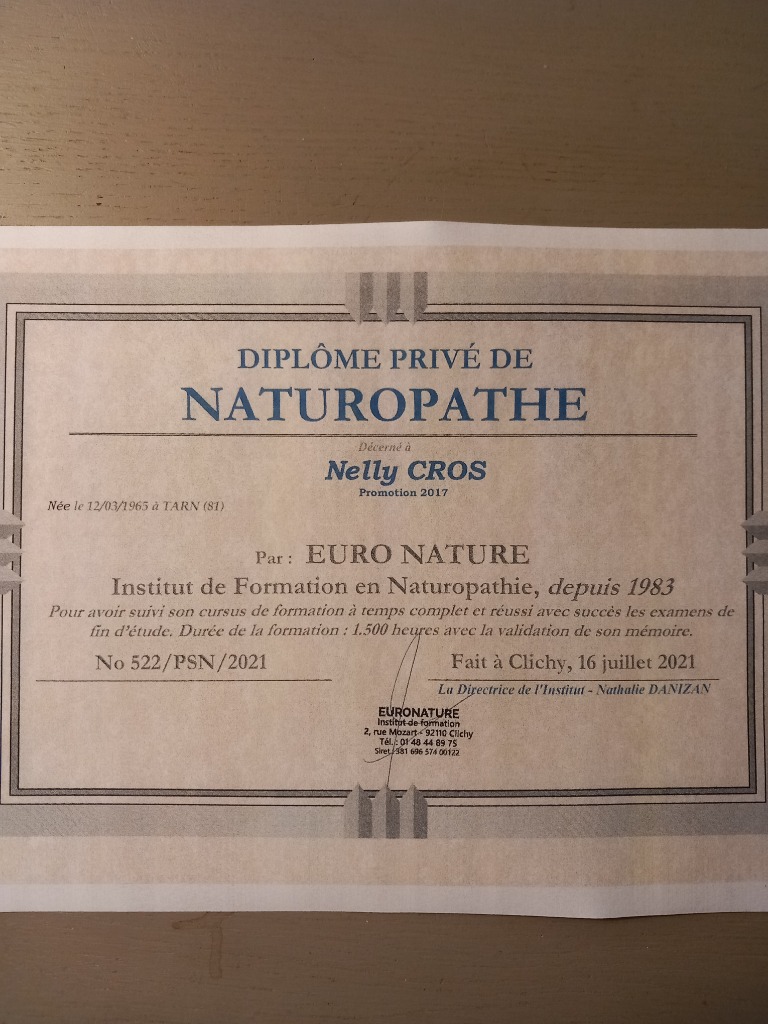 DIPLÔME PRIVÉ DE
NATUROPATHE
Décerné à
Nelly CROS
Promotion 2017
Née le 12/03/1965 à TARN (81)
Par : EURO NATURE
Institut de Formation en Naturopathie, depuis 1983
Pour avoir suivi son cursus de formation à temps complet et réussi avec succès les examens de
fin d'étude. Durée de la formation : 1.500 heures avec la validation de son mémoire.
No 522/PSN/2021
Fait à Clichy, 16 juillet 2021
La Directrice de l'Institut - Nathalie DANIZAN
EURONATURE
Institut de formation
2, rue Mozart - 92110 Clichy
Tél.: 01 48 44 89 75
Siret: 381 696 574 00122